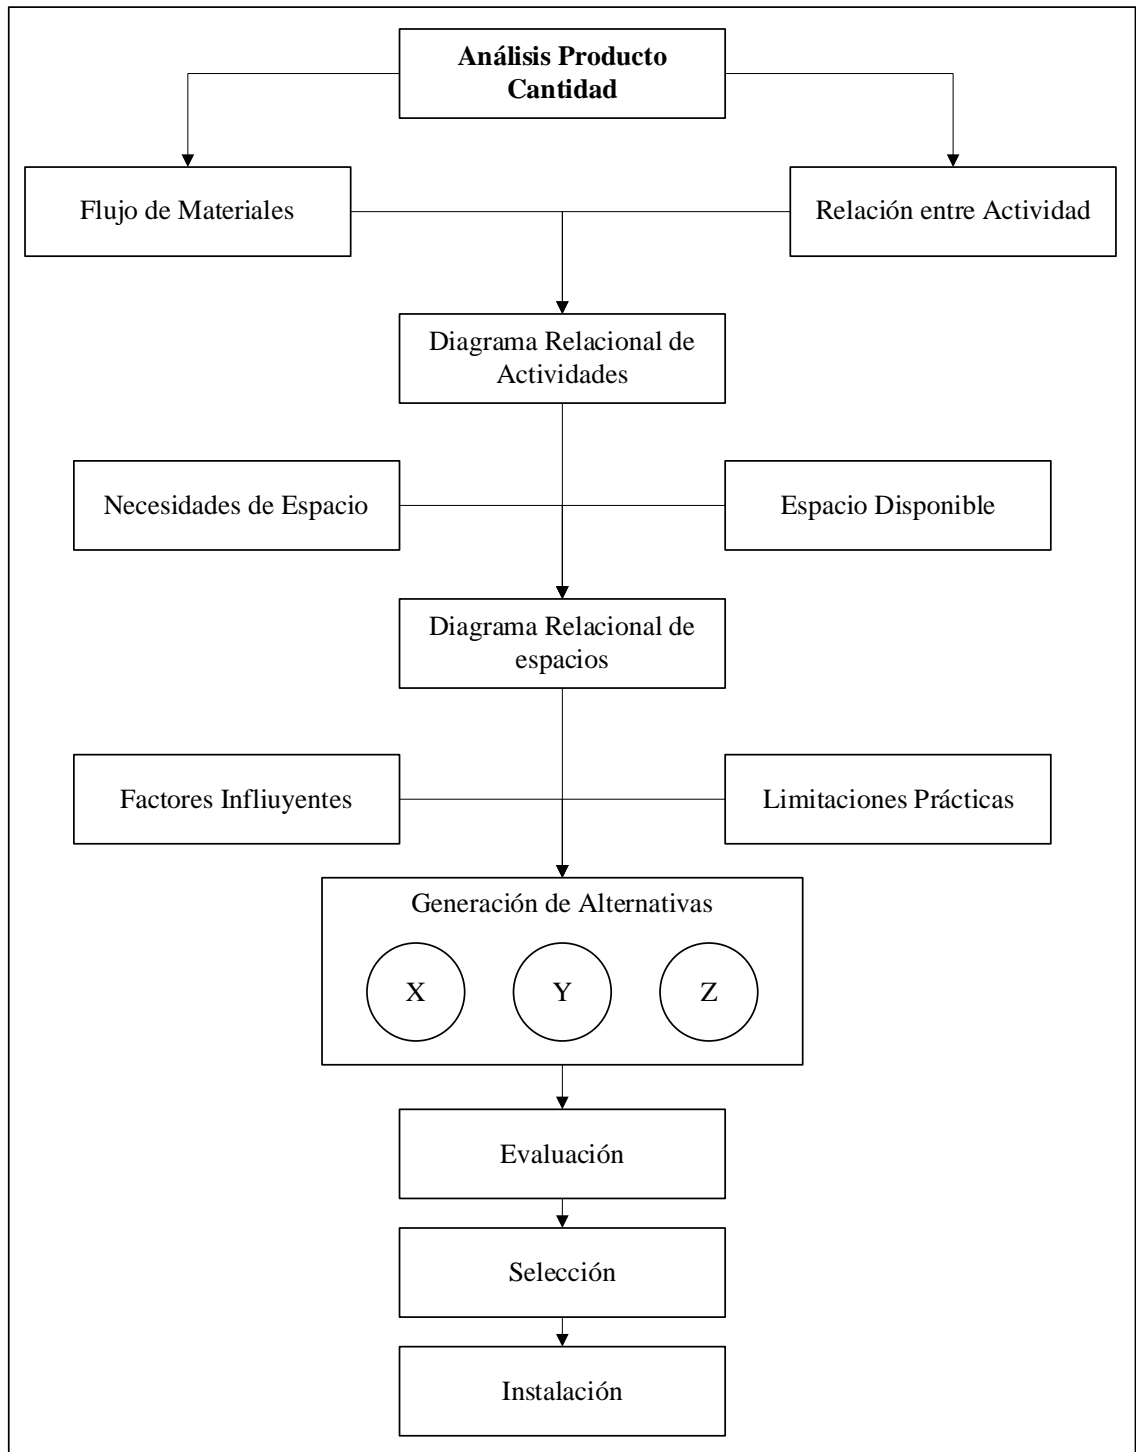 Análisis Producto
Cantidad
Flujo de Materiales
Relación entre Actividad
Diagrama Relacional de
Actividades
Necesidades de Espacio
Espacio Disponible
Diagrama Relacional de
espacios
Factores Infliuyentes
Limitaciones Prácticas
Generación de Alternativas
X
Y
Z
Evaluación
Selección
Instalación